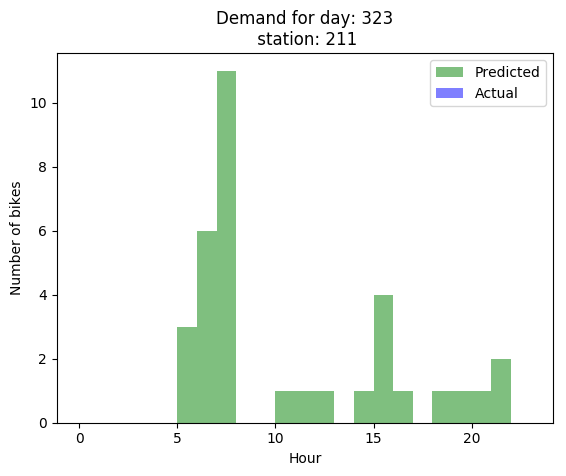 Demand for day: 323
station: 211
Predicted
Actual
Number of bikes
10
8
6
4
2
0
0 5 10 15 20
Hour